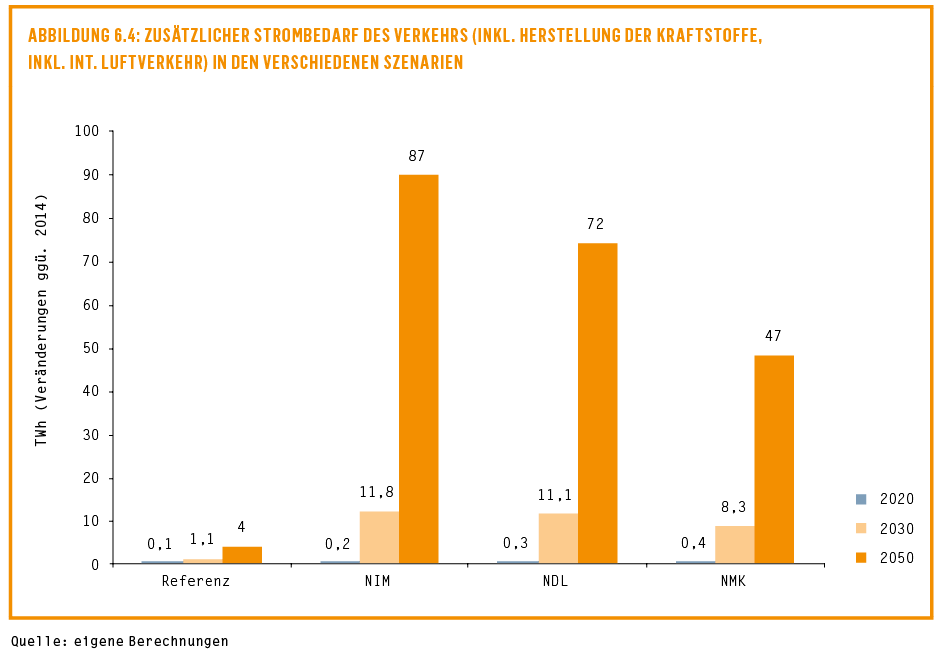 ABBILDUNG 6.4: ZUSÄTZLICHER STROMBEDARF DES VERKEHRS (INKL. HERSTELLUNG DER KRAFTSTOFFE,
INKL. INT. LUFTVERKEHR) IN DEN VERSCHIEDENEN SZENARIEN
TWh (Veränderungen ggü. 2014)
100
90
80
70
60
50
40
30
20
10
0
0,1 1,1 4
0,2 11,8 87
0,3 11,1 72
0,4 8,3 47
Referenz NIM NDL NMK
2020
2030
2050
Quelle: eigene Berechnungen